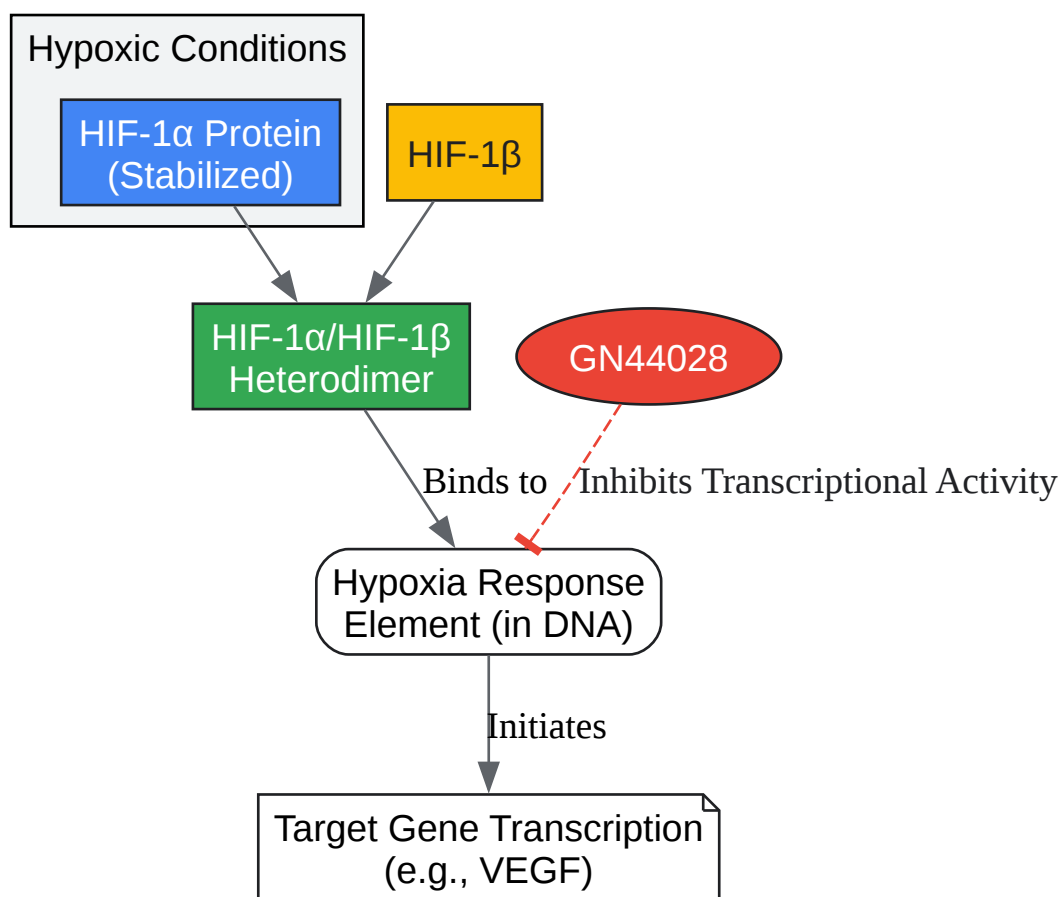 Hypoxic Conditions
HIF-1α Protein
(Stabilized)
HIF-1β
HIF-1α/HIF-1β
Heterodimer
GN44028
Binds to
Inhibits Transcriptional Activity
Hypoxia Response
Element (in DNA)
Initiates
Target Gene Transcription
(e.g., VEGF)